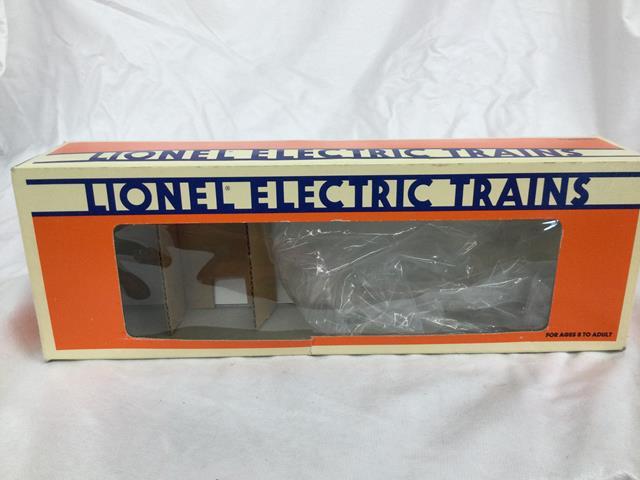 LIONEL ELECTRIC TRAINS
LIONEL® ELECTRIC TRAINS
FOR AGES 8 TO ADULT